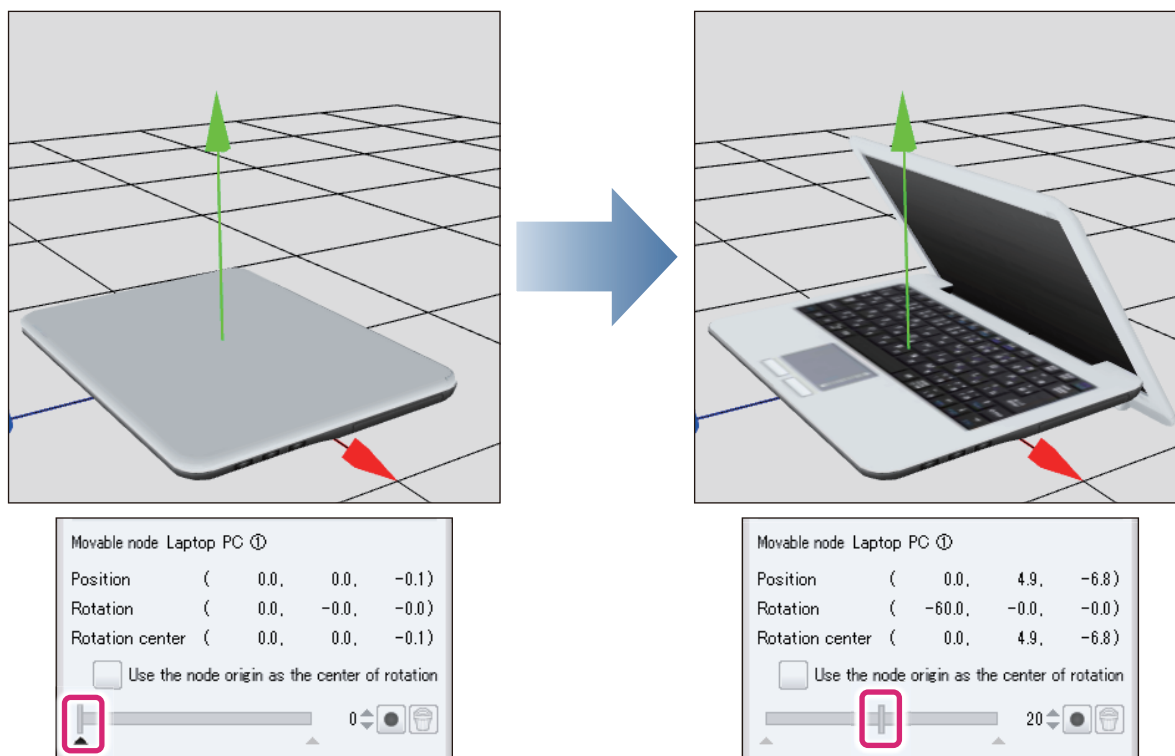 Movable node Laptop PC ①
Position ( 0.0, 0.0, -0.1)
Rotation ( 0.0, -0.0, -0.0)
Rotation center ( 0.0, 0.0, -0.1)
Use the node origin as the center of rotation
0
Movable node Laptop PC ①
Position ( 0.0, 4.9, -6.8)
Rotation ( -60.0, -0.0, -0.0)
Rotation center ( 0.0, 4.9, -6.8)
Use the node origin as the center of rotation
20